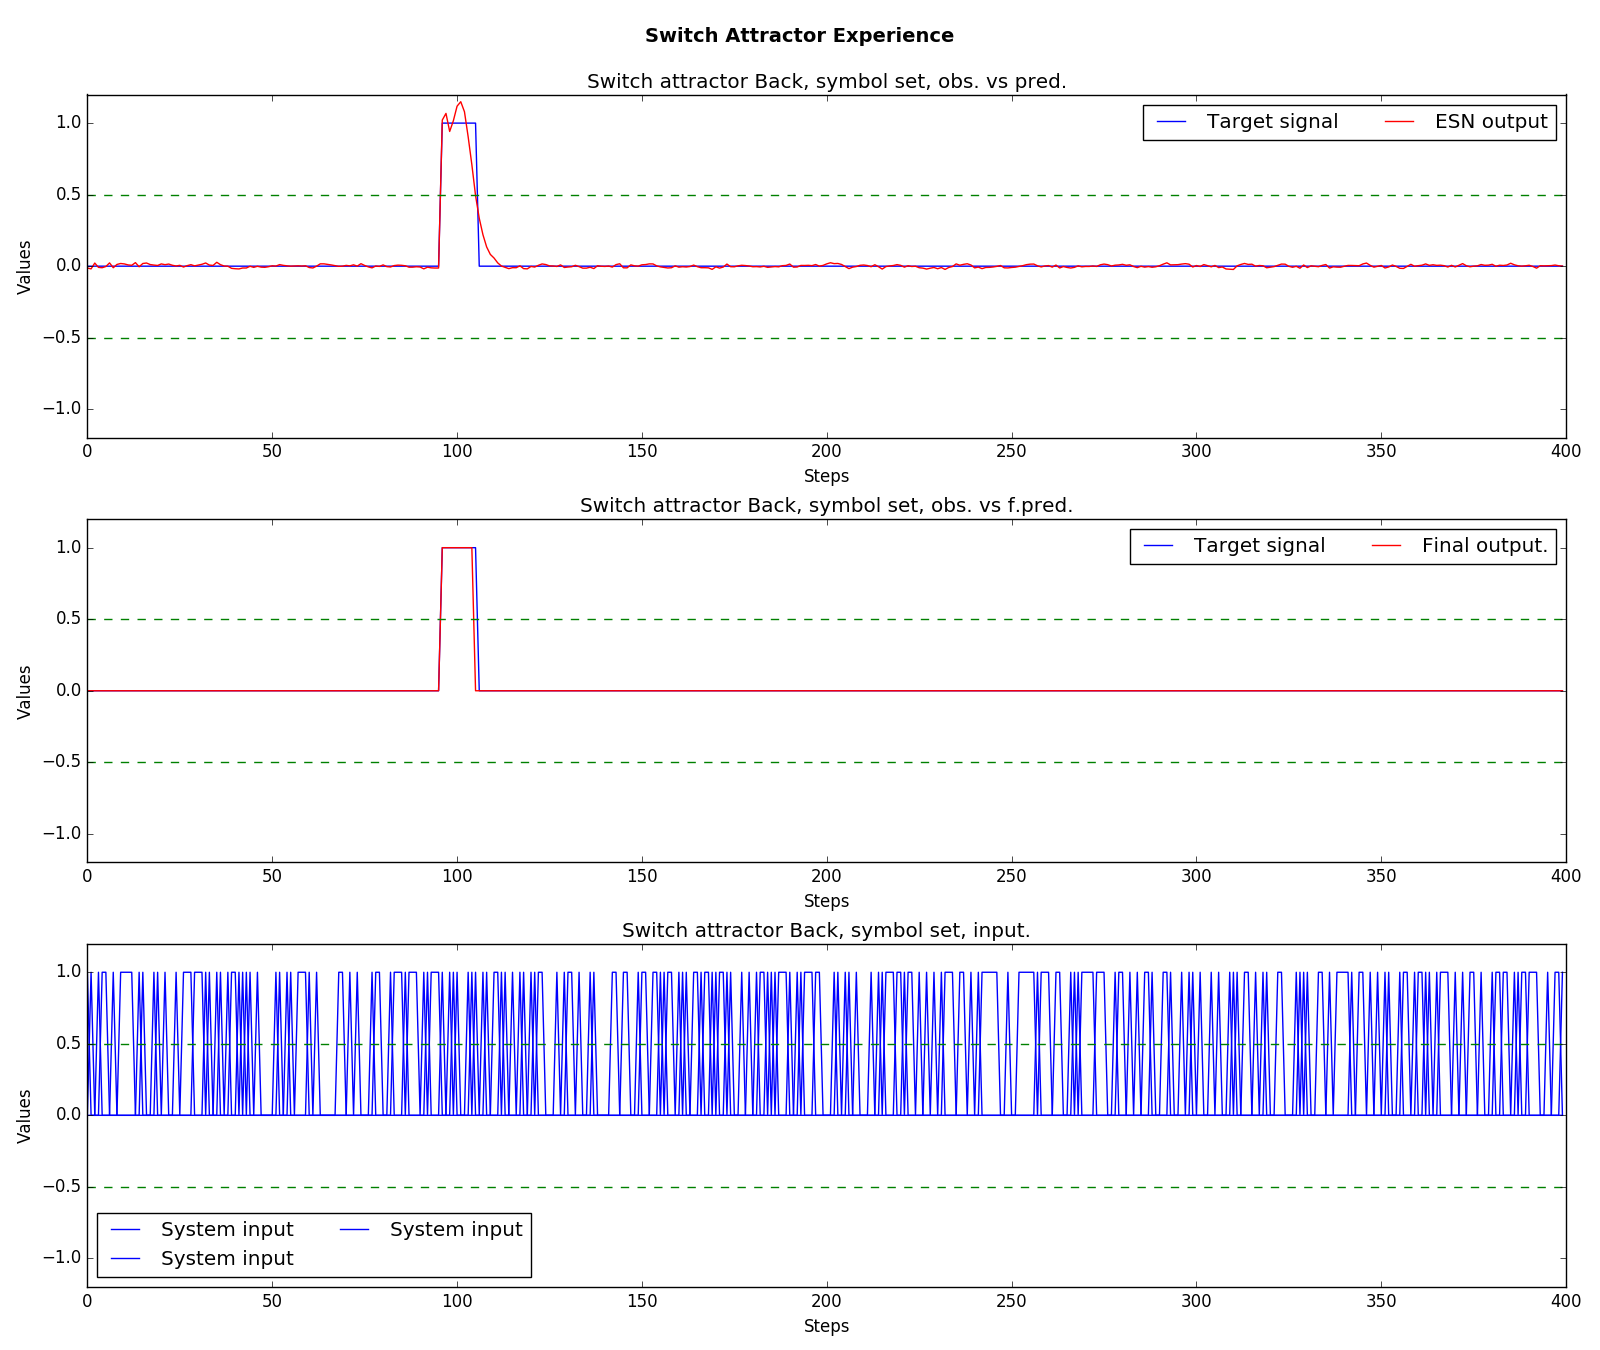 Switch Attractor Experience
Switch attractor Back, symbol set, obs. vs pred.
Target signal ESN output
Values
1.0
0.5
0.0
−0.5
−1.0
0 50 100 150 200 250 300 350 400
Steps
Switch attractor Back, symbol set, obs. vs f.pred.
Target signal Final output.
Values
1.0
0.5
0.0
−0.5
−1.0
0 50 100 150 200 250 300 350 400
Steps
Switch attractor Back, symbol set, input.
Values
1.0
0.5
0.0
−0.5
−1.0
System input System input
System input
0 50 100 150 200 250 300 350 400
Steps